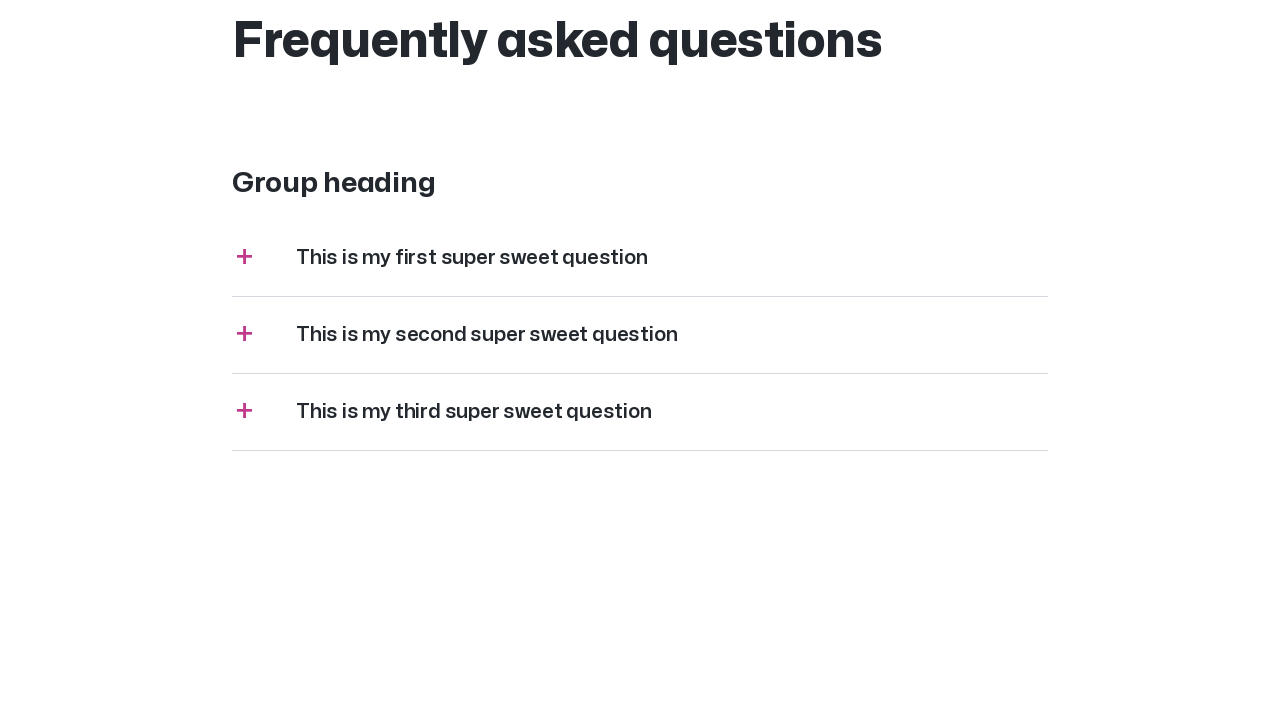 Frequently asked questions
Group heading
This is my first super sweet question
This is my second super sweet question
This is my third super sweet question